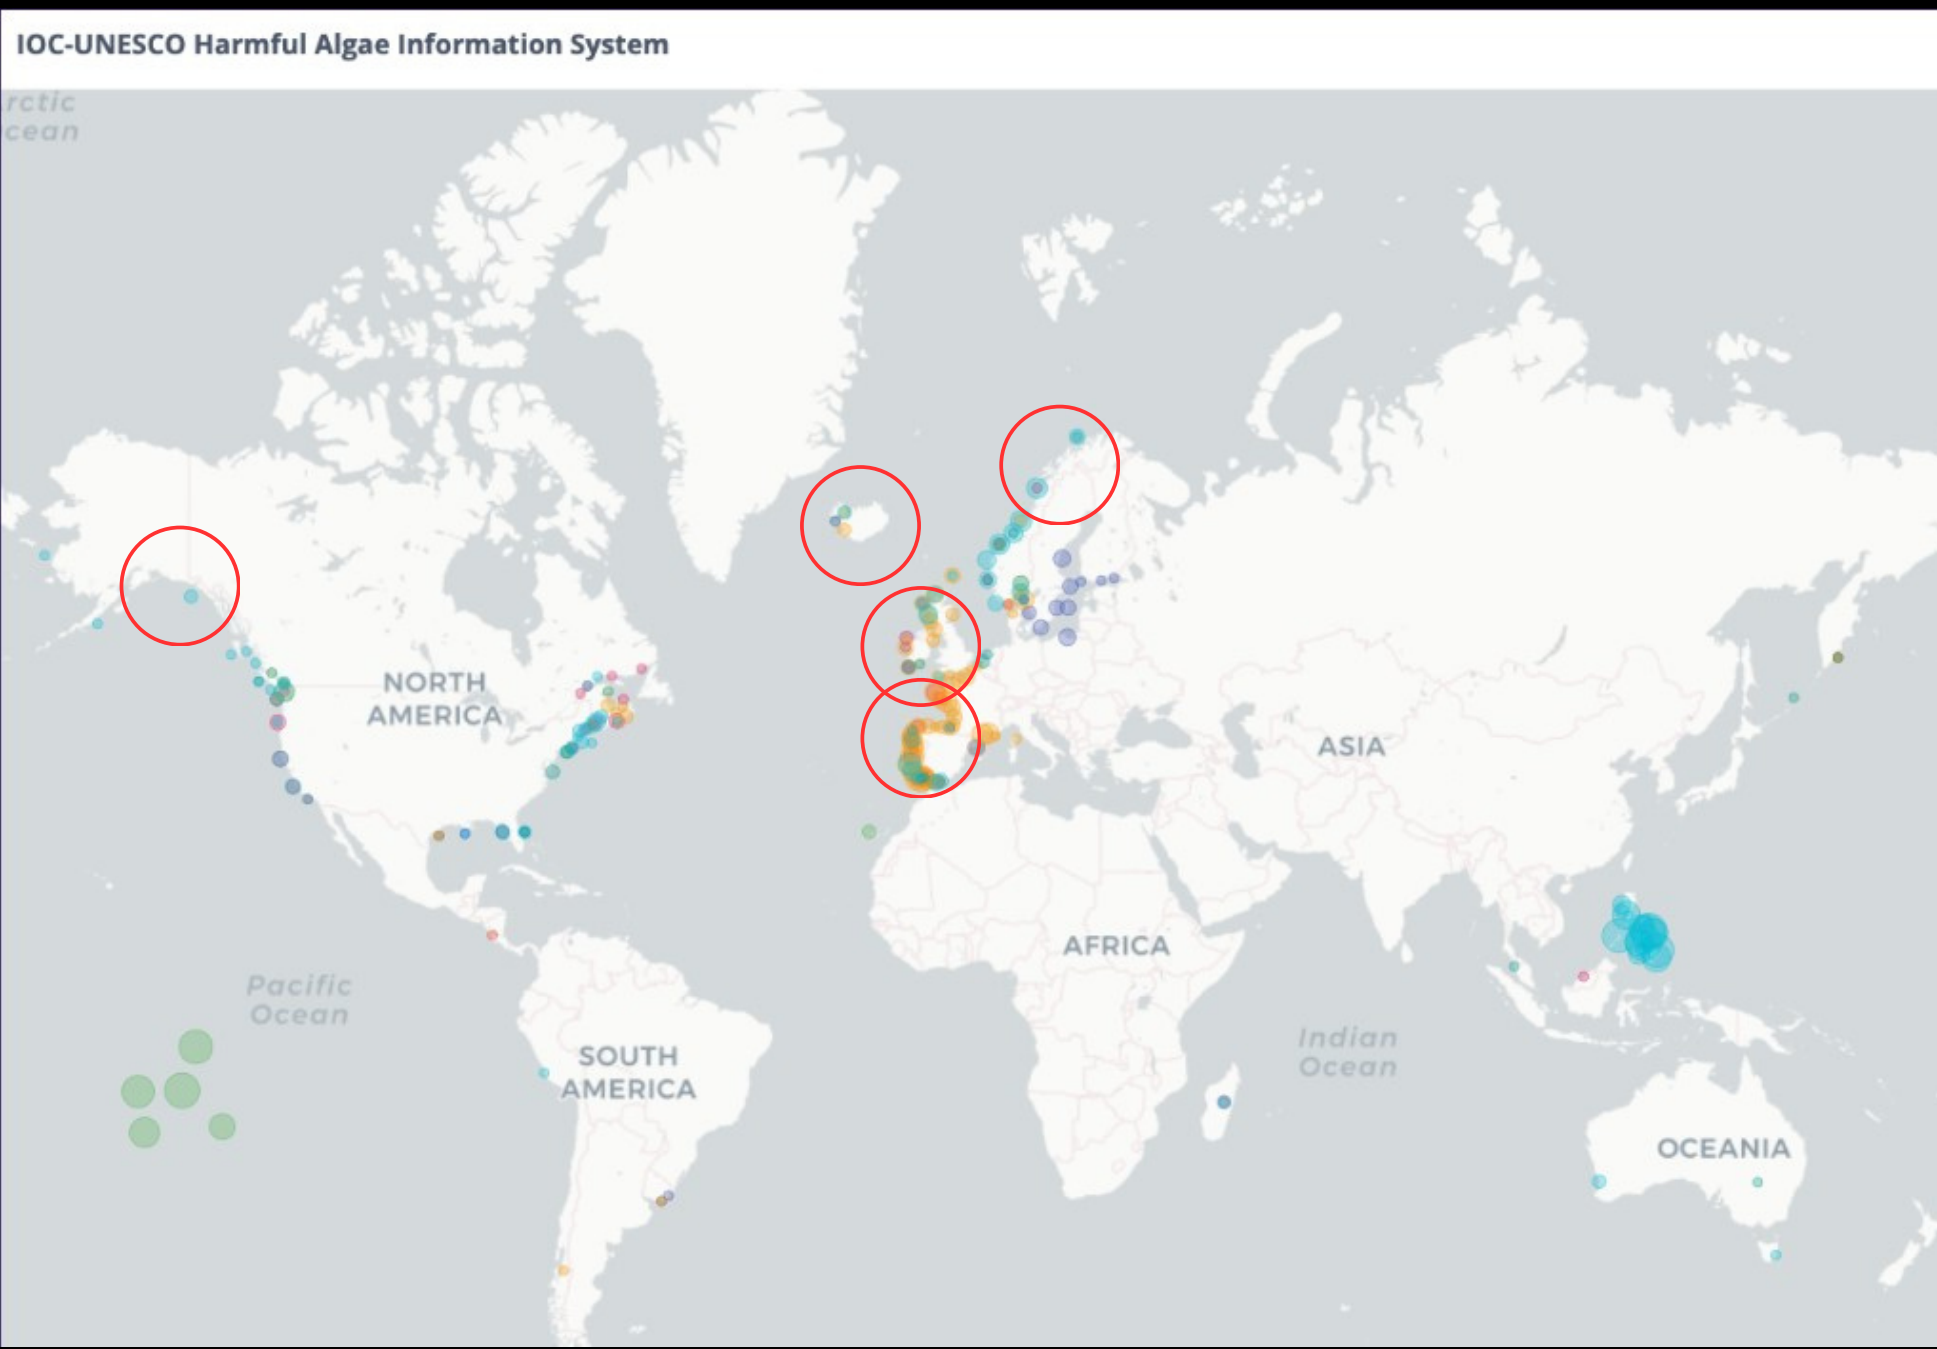 IOC-UNESCO Harmful Algae Information System
rctic
cean
NORTH
AMERICA
ASIA
AFRICA
Pacific
Ocean
SOUTH
AMERICA
Indian
Ocean
OCEANIA